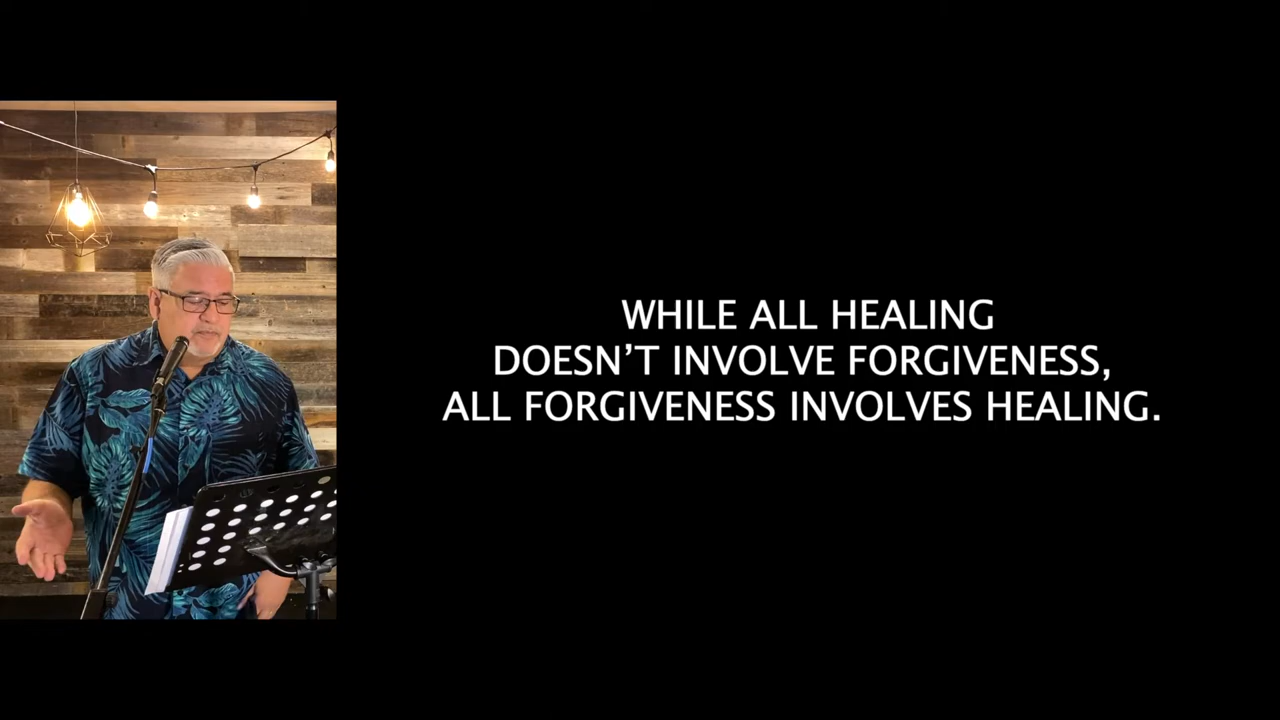 WHILE ALL HEALING
DOESN’T INVOLVE FORGIVENESS,
ALL FORGIVENESS INVOLVES HEALING.